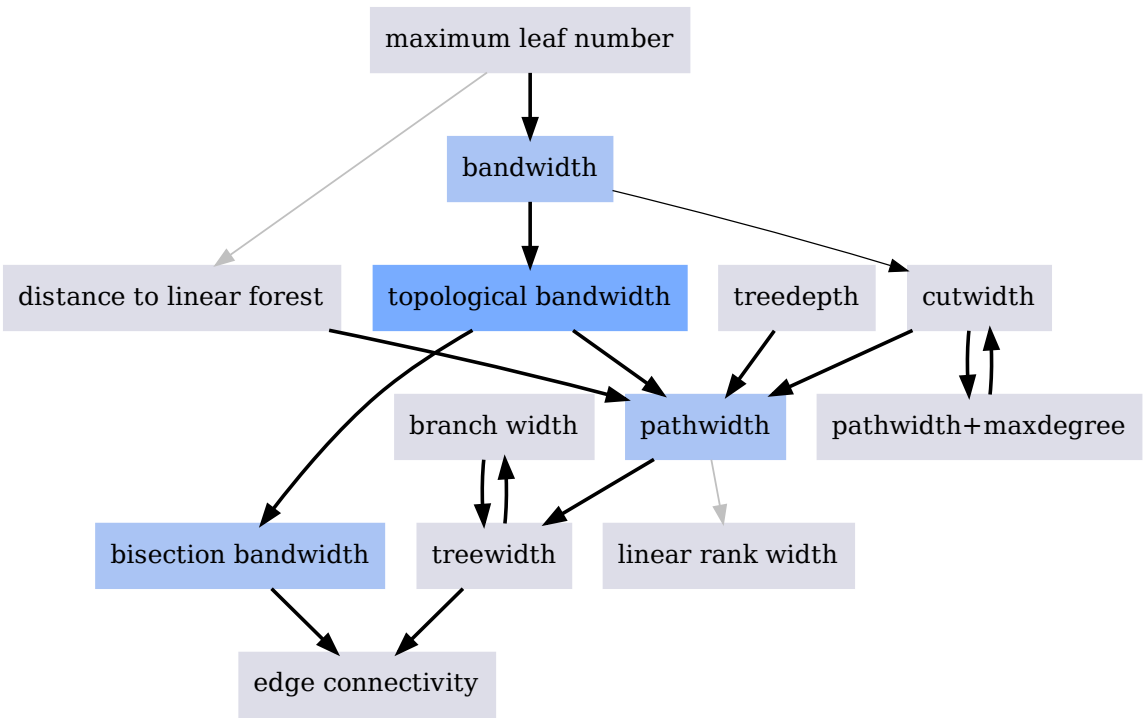 maximum leaf number
bandwidth
distance to linear forest
topological bandwidth
treedepth
cutwidth
branch width
pathwidth
pathwidth+maxdegree
bisection bandwidth
treewidth
linear rank width
edge connectivity